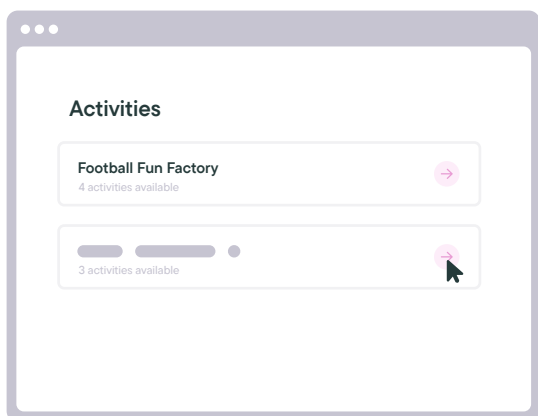 Activities
Football Fun Factory
4 activities available
3 activities available